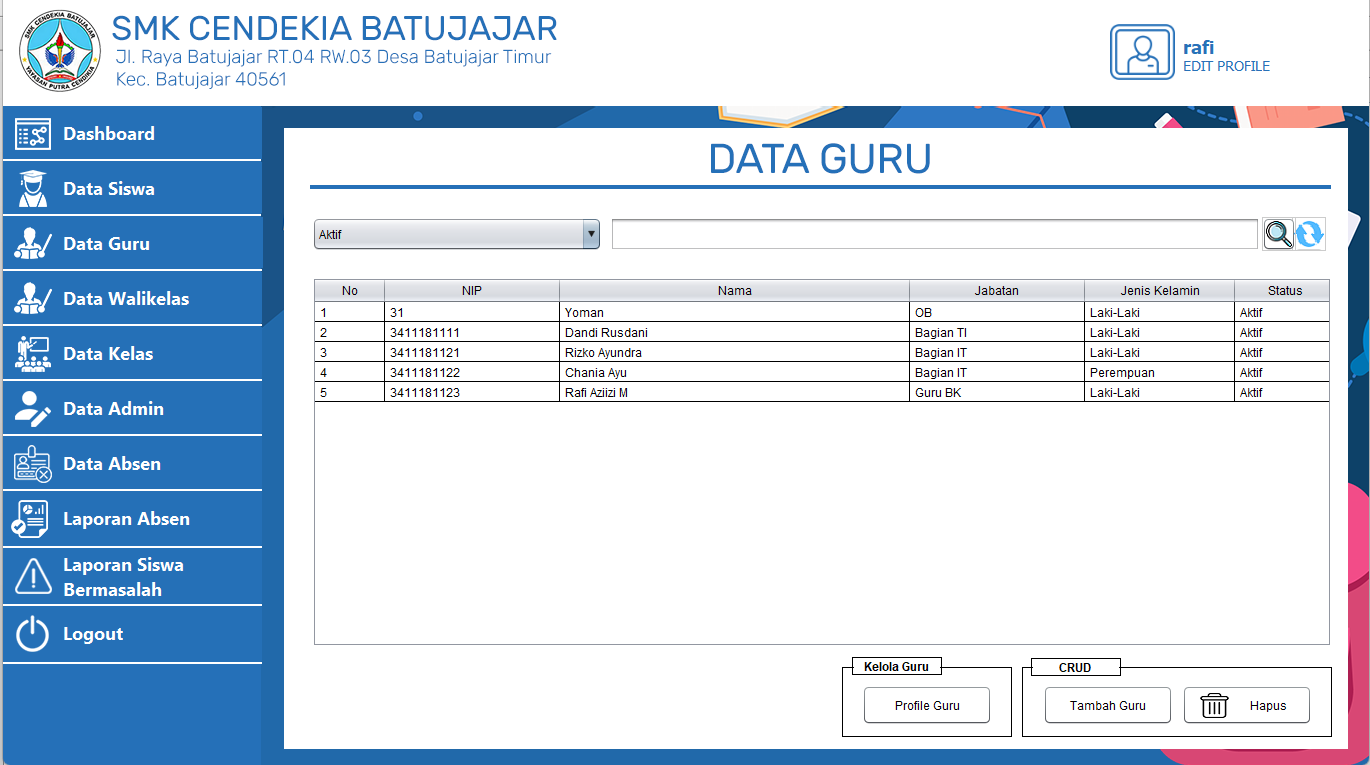 SMK CENDEKIA BATUJAJAR
YAYASAN PUTRA CENDIKIA
SMK CENDEKIA BATUJAJAR
Jl. Raya Batujajar RT.04 RW.03 Desa Batujajar Timur
Kec. Batujajar 40561
rafi
EDIT PROFILE
Dashboard
Data Siswa
Data Guru
Data Walikelas
Data Kelas
Data Admin
Data Absen
Laporan Absen
Laporan Siswa
Bermasalah
Logout
DATA GURU
Aktif
No NIP Nama Jabatan Jenis Kelamin Status
1 31 Yoman OB Laki-Laki Aktif
2 3411181111 Dandi Rusdani Bagian TI Laki-Laki Aktif
3 3411181121 Rizko Ayundra Bagian IT Laki-Laki Aktif
4 3411181122 Chania Ayu Bagian IT Perempuan Aktif
5 3411181123 Rafi Aziizi M Guru BK Laki-Laki Aktif
Kelola Guru
Profile Guru
CRUD
Tambah Guru
Hapus